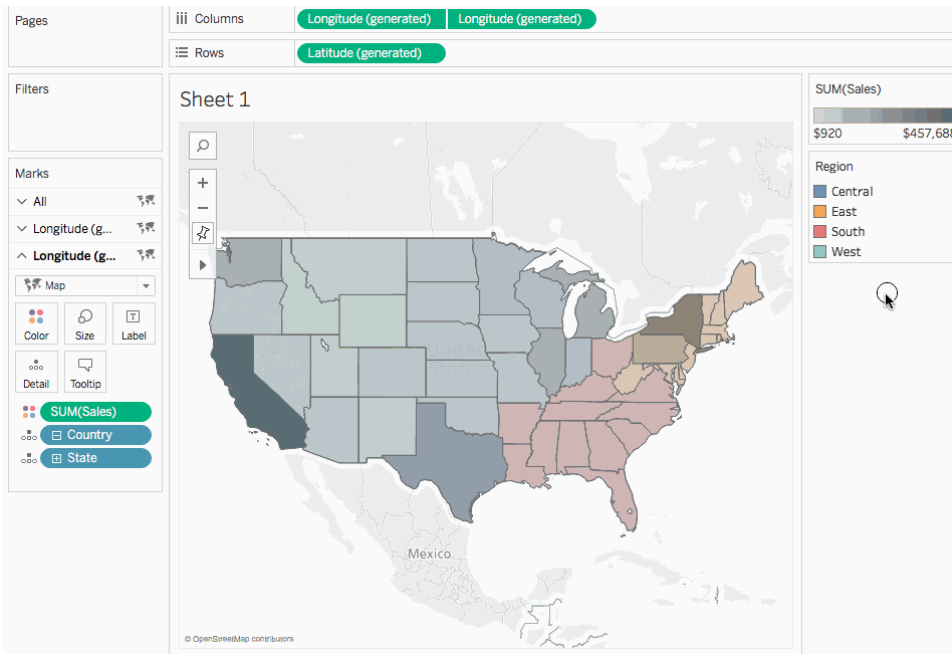 Pages
Columns
Longitude (generated) Longitude (generated)
Rows
Latitude (generated)
Filters
Sheet 1
SUM(Sales)
$920 $457,688
Region
Central
East
South
West
Marks
All
Longitude (g...
Longitude (g...
Map
Color Size Label
Detail Tooltip
SUM(Sales)
Country
State
United
States
Mexico
© OpenStreetMap contributors